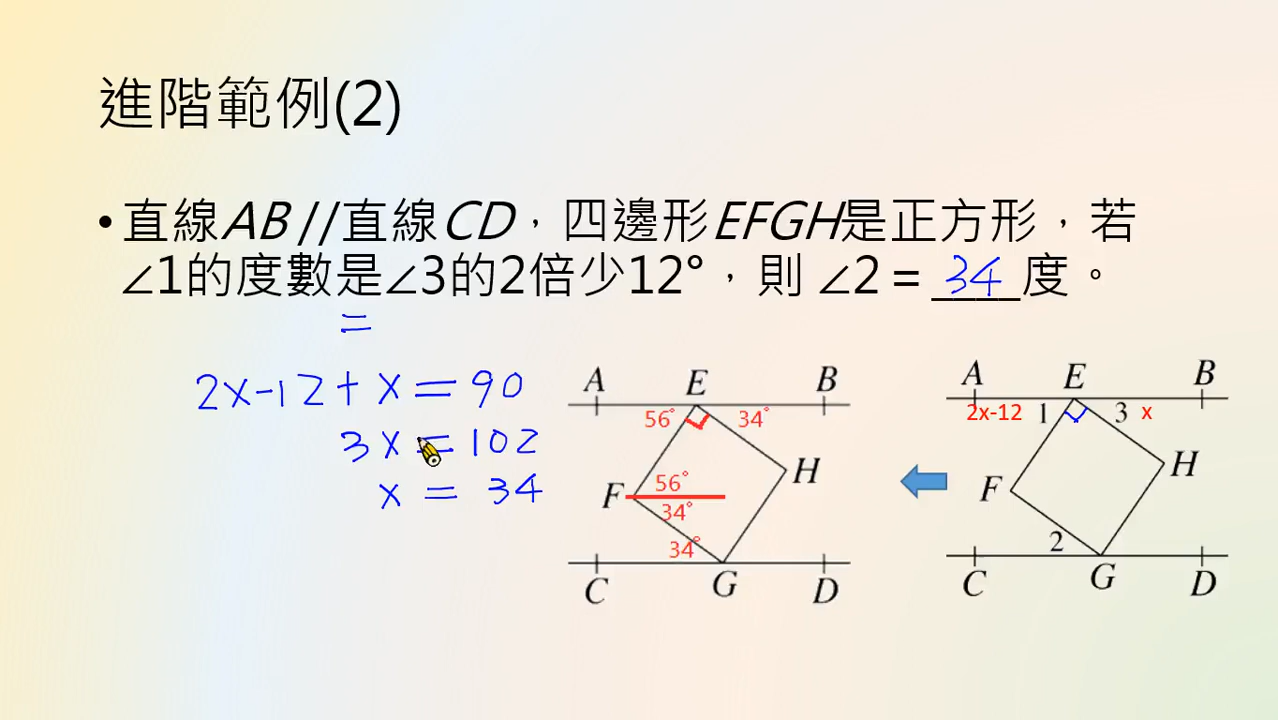 進階範例(2)
•直線AB //直線CD，四邊形EFGH是正方形，若
∠1的度數是∠3的2倍少12°，則 ∠2 = 34度。
=
2x-12+x=90
3x=102
x=34
A E B
56° 34°
H
F 56°
34°
34°
C G D
A E B
2x-12 1 3 x
H
F
2
C G D